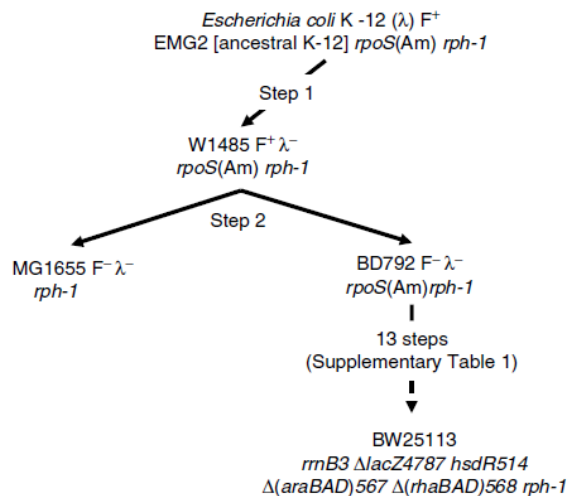 Escherichia coli K -12 (λ) F⁺
EMG2 [ancestral K-12] rpoS(Am) rph-1
Step 1
W1485 F⁺ λ⁻
rpoS(Am) rph-1
Step 2
MG1655 F⁻ λ⁻
rph-1
BD792 F⁻ λ⁻
rpoS(Am)rph-1
13 steps
(Supplementary Table 1)
BW25113
rrnB3 ΔlacZ4787 hsdR514
Δ(araBAD)567 Δ(rhaBAD)568 rph-1